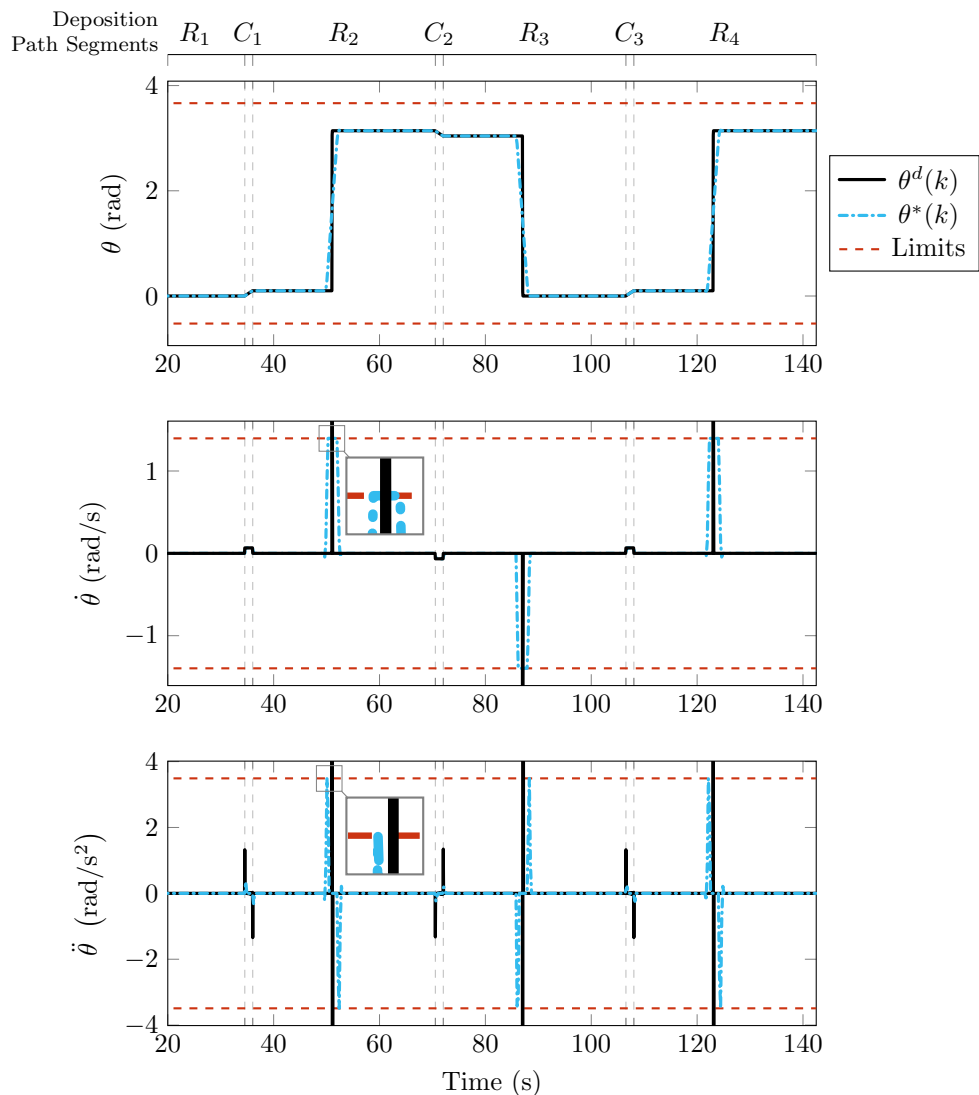 Deposition
Path Segments
R₁ C₁ R₂ C₂ R₃ C₃ R₄
4
2
0
θ (rad)
20 40 60 80 100 120 140
θᵈ(k)
θ*(k)
Limits
1
0
−1
θ̇ (rad/s)
20 40 60 80 100 120 140
4
2
0
−2
−4
θ̈ (rad/s²)
20 40 60 80 100 120 140
Time (s)